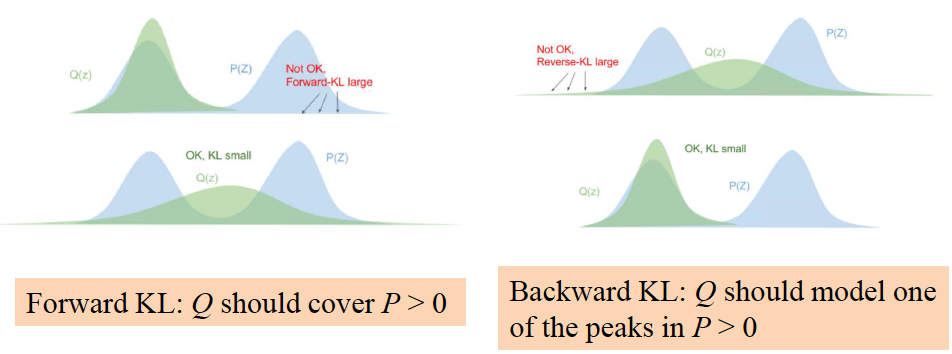 Q(z)
P(Z)
Not OK,
Forward-KL large
OK, KL small
P(Z)
Q(z)
Forward KL: Q should cover P > 0
P(Z)
Not OK,
Reverse-KL large
Q(z)
OK, KL small
Q(z)
P(Z)
Backward KL: Q should model one
of the peaks in P > 0